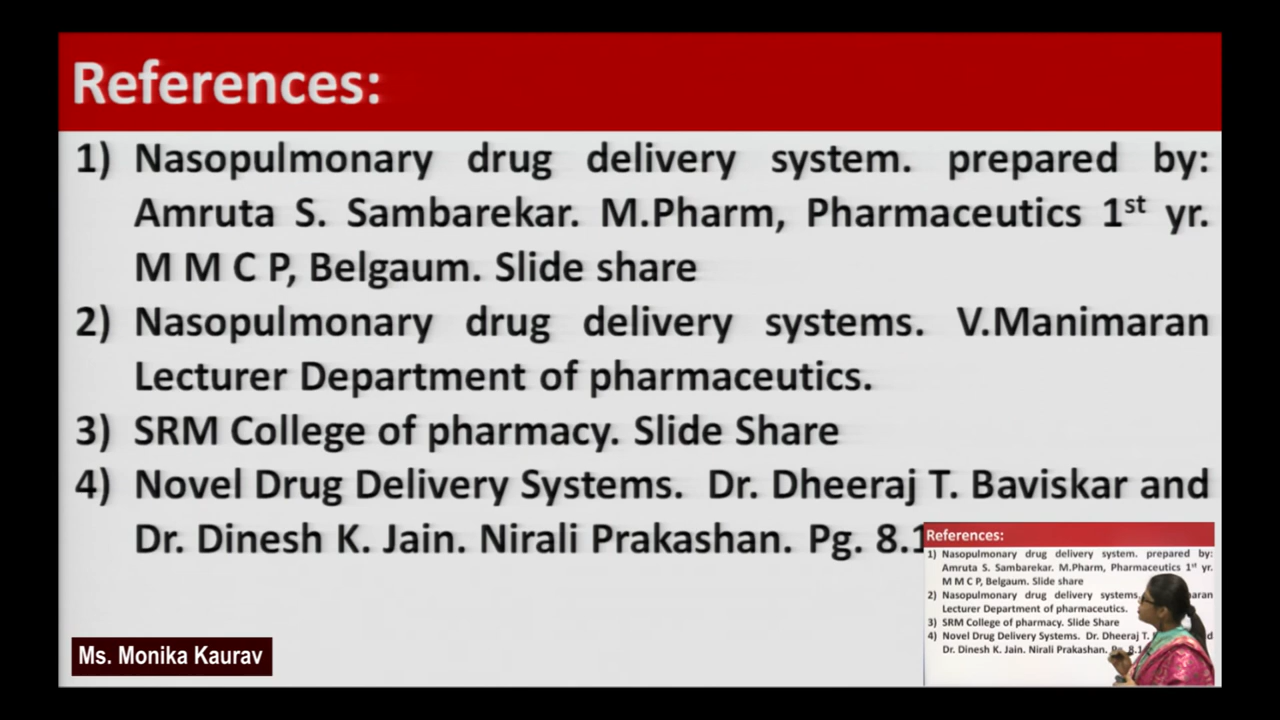 References:
1) Nasopulmonary drug delivery system. prepared by:
Amruta S. Sambarekar. M.Pharm, Pharmaceutics 1st yr.
M M C P, Belgaum. Slide share
2) Nasopulmonary drug delivery systems. V.Manimaran
Lecturer Department of pharmaceutics.
3) SRM College of pharmacy. Slide Share
4) Novel Drug Delivery Systems. Dr. Dheeraj T. Baviskar and
Dr. Dinesh K. Jain. Nirali Prakashan. Pg. 8.1
References:
1) Nasopulmonary drug delivery system. prepared by:
Amruta S. Sambarekar. M.Pharm, Pharmaceutics 1st yr.
M M C P, Belgaum. Slide share
2) Nasopulmonary drug delivery systems.
Lecturer Department of pharmaceutics.
3) SRM College of pharmacy. Slide Share
4) Novel Drug Delivery Systems. Dr. Dheeraj T.
Dr. Dinesh K. Jain. Nirali Prakashan. Pg. 8.1
Ms. Monika Kaurav